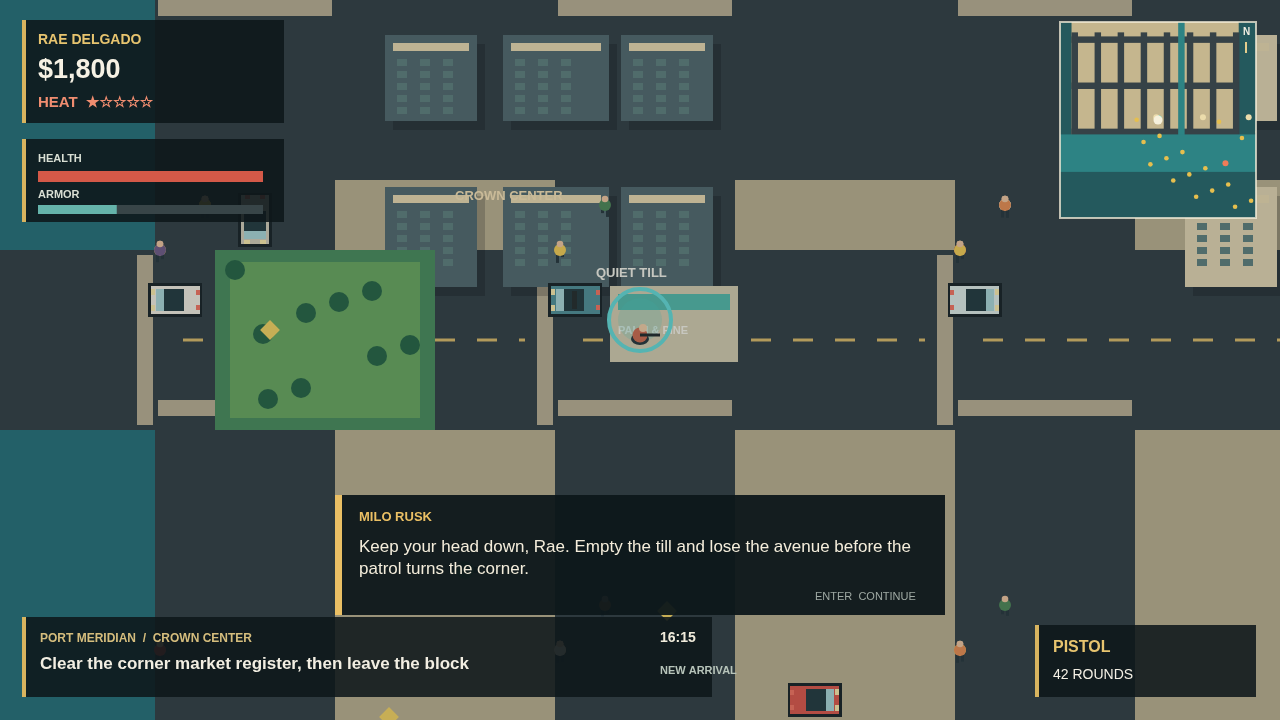 RAE DELGADO
$1,800
HEAT ★☆☆☆☆
HEALTH
ARMOR
N
CROWN CENTER
QUIET TILL
MILO RUSK
Keep your head down, Rae. Empty the till and lose the avenue before the
patrol turns the corner.
ENTER CONTINUE
PORT MERIDIAN / CROWN CENTER
16:15
Clear the corner market register, then leave the block
NEW ARRIVAL
PISTOL
42 ROUNDS